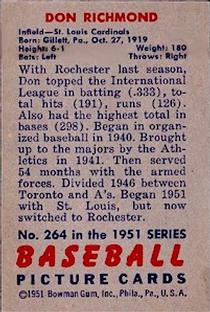 DON RICHMOND
Infield—St. Louis Cardinals
Born: Gillett, Pa., Oct. 27, 1919
Height: 6-1 Weight: 180
Bats: Left Throws: Right
With Rochester last season,
Don topped the International
League in batting (.333), total
hits (191), runs (126).
Also had the highest total in
bases (298). Began in organ-
ized baseball in 1940. Brought
up to the majors by the Ath-
letics in 1941. Then served
54 months with the armed
forces. Divided 1946 between
Toronto and A's. Began 1951
with St. Louis, but now
switched to Rochester.
No. 264 in the 1951 SERIES
BASEBALL
PICTURE CARDS
©1951 Bowman Gum, Inc., Phila., Pa., U. S. A.